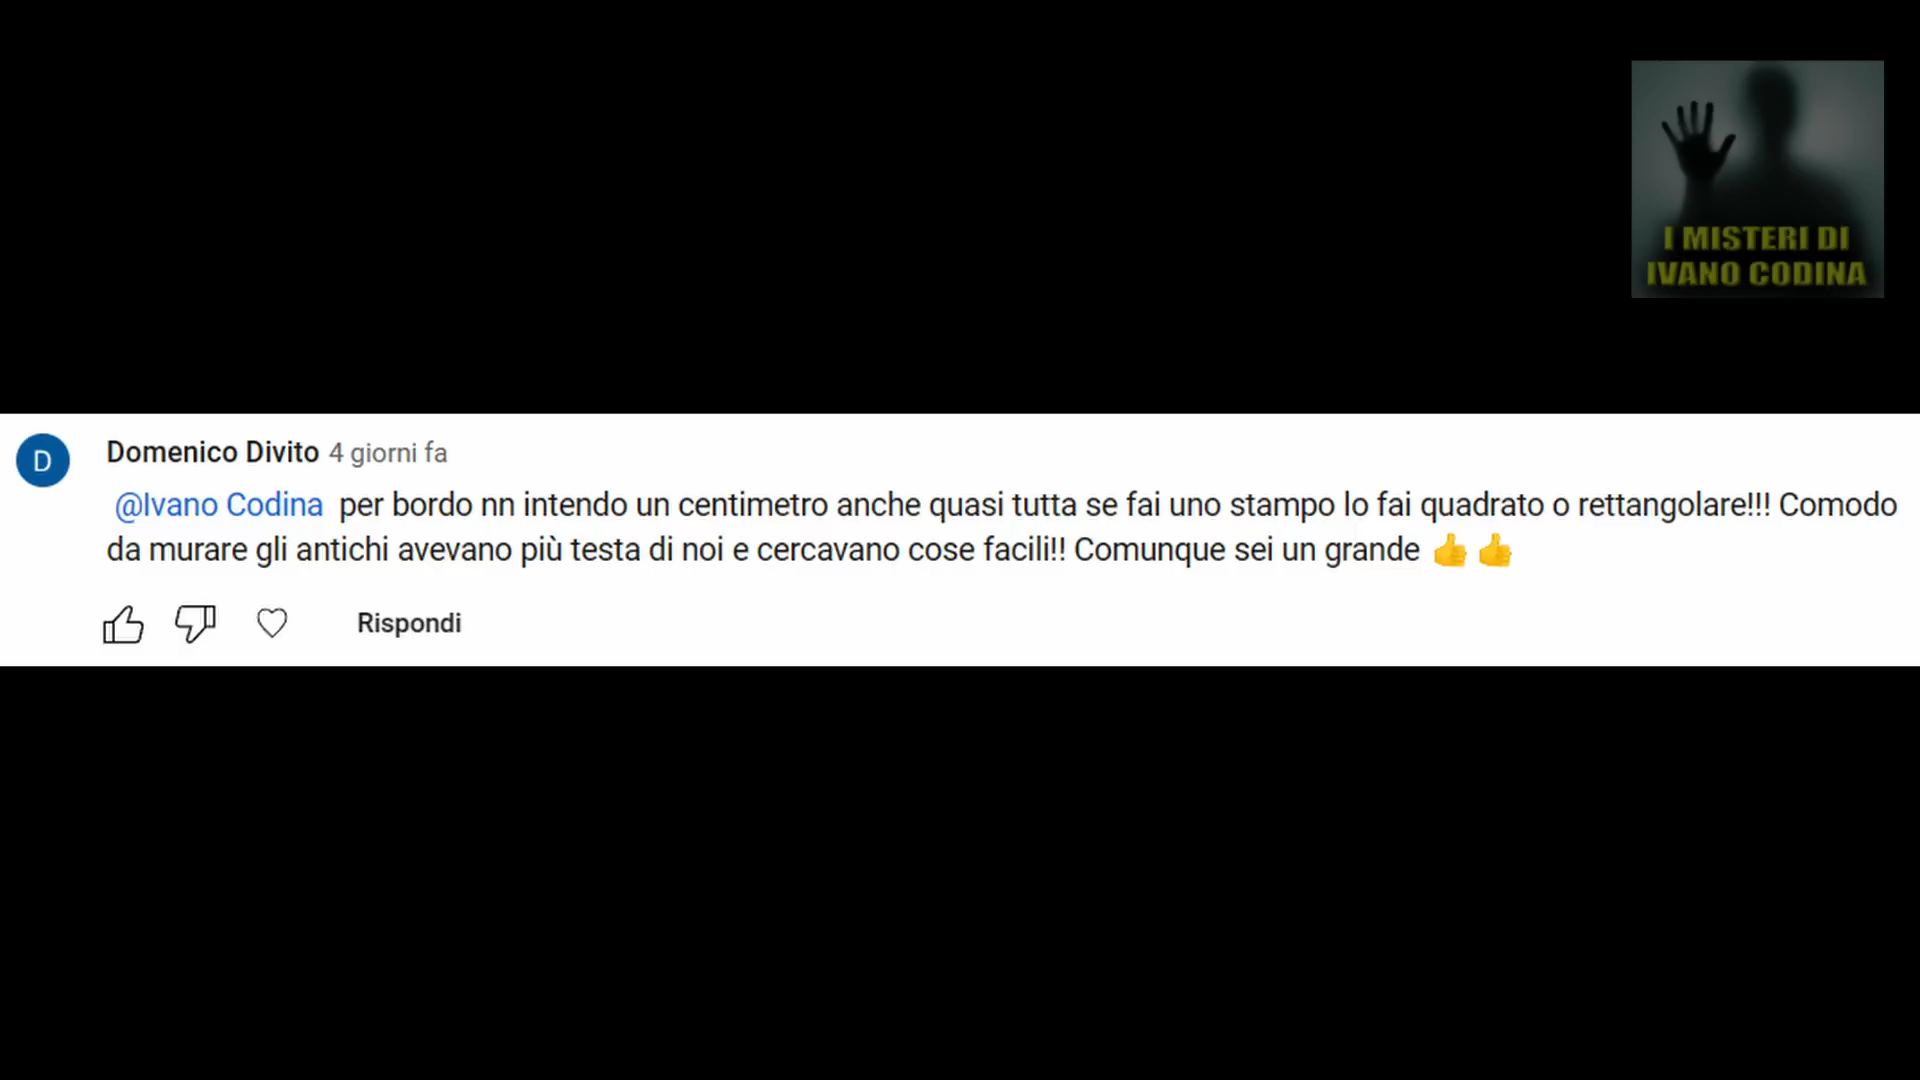 I MISTERI DI
IVANO CODINA
D
Domenico Divito 4 giorni fa
@Ivano Codina per bordo nn intendo un centimetro anche quasi tutta se fai uno stampo lo fai quadrato o rettangolare!!! Comodo
da murare gli antichi avevano più testa di noi e cercavano cose facili!! Comunque sei un grande 👍👍
Rispondi